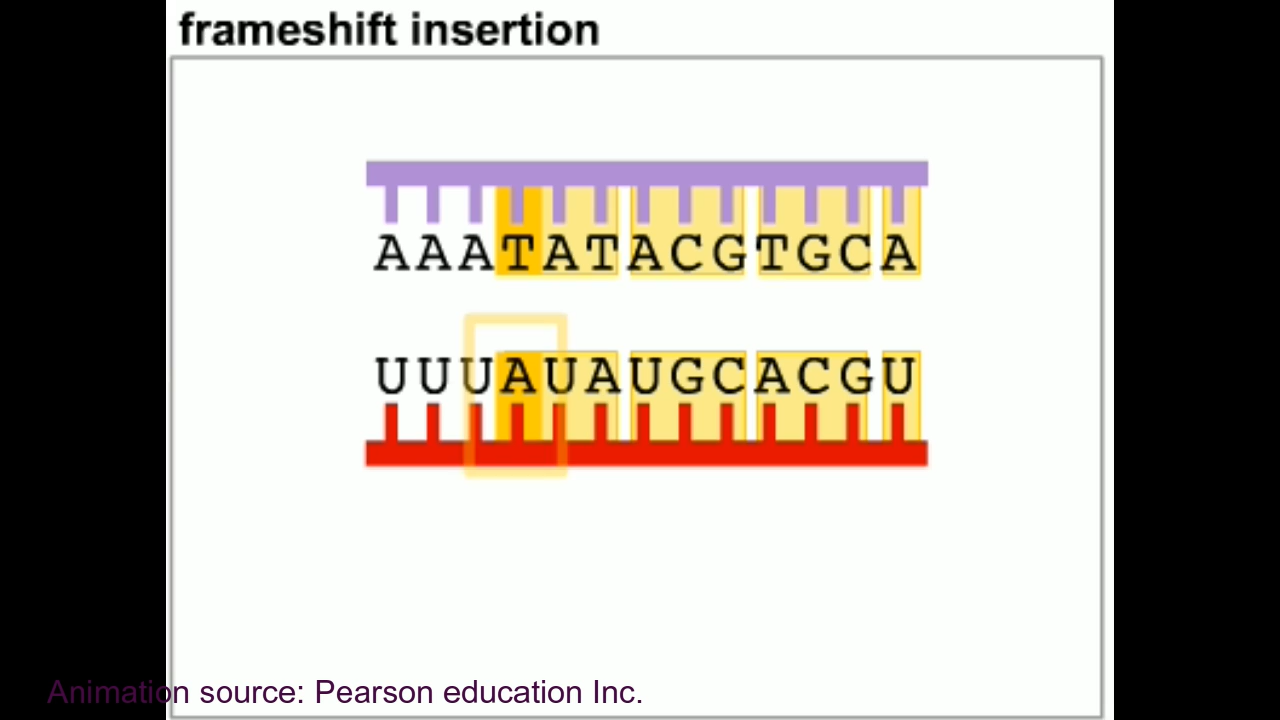 frameshift insertion
AAATATACGTGCA
UUUAUAUGCACGU
Animation source: Pearson education Inc.